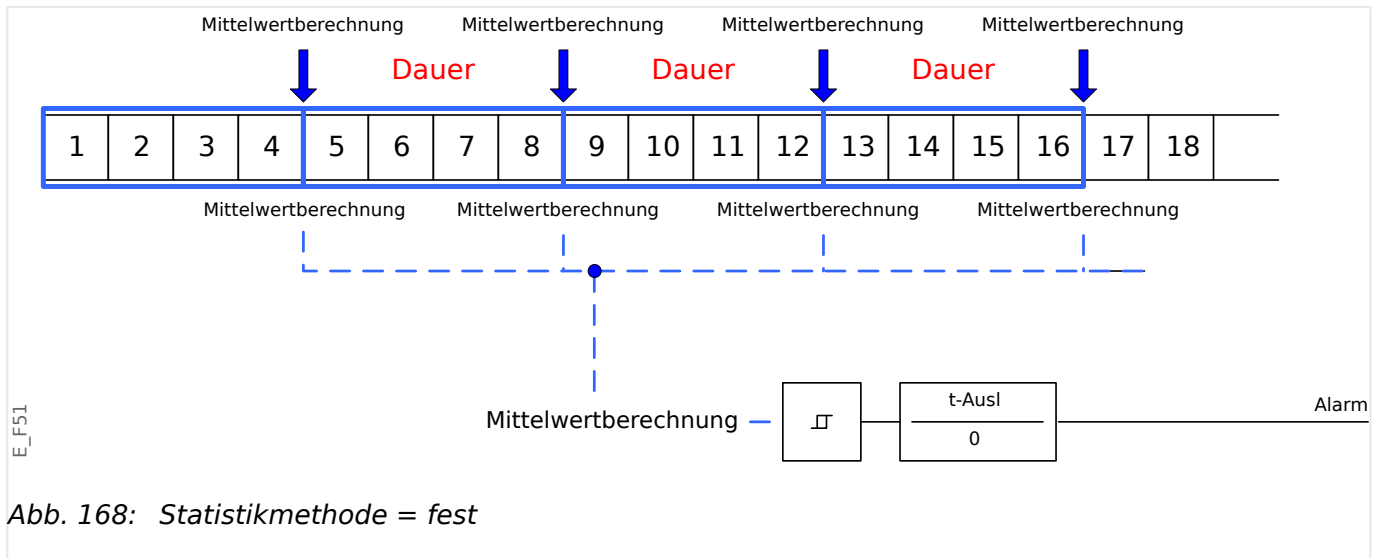 Mittelwertberechnung Mittelwertberechnung Mittelwertberechnung Mittelwertberechnung
Dauer Dauer Dauer
1 2 3 4 5 6 7 8 9 10 11 12 13 14 15 16 17 18
Mittelwertberechnung Mittelwertberechnung Mittelwertberechnung Mittelwertberechnung
t-Ausl
Alarm
Mittelwertberechnung
0
E_F51
Abb. 168: Statistikmethode = fest